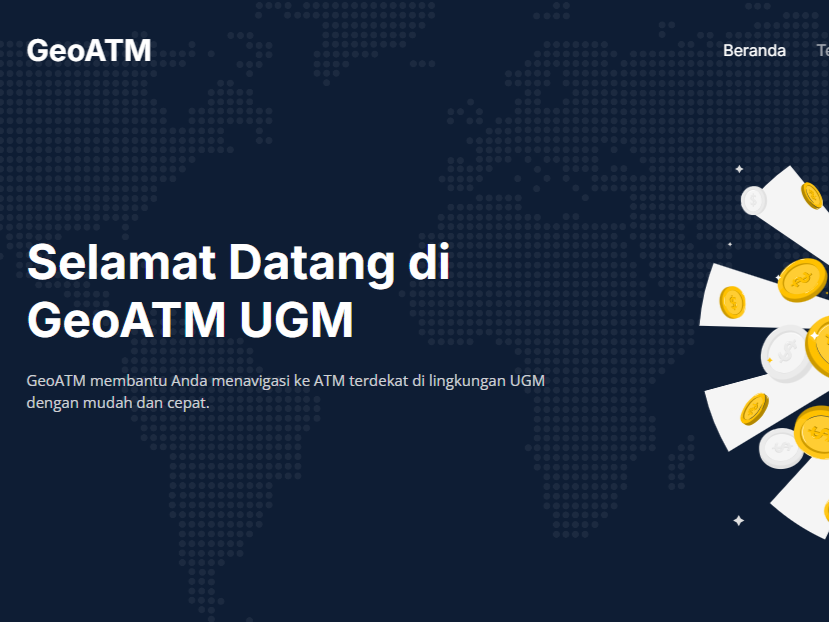 GeoATM
Beranda
Selamat Datang di
GeoATM UGM
GeoATM membantu Anda menavigasi ke ATM terdekat di lingkungan UGM
dengan mudah dan cepat.